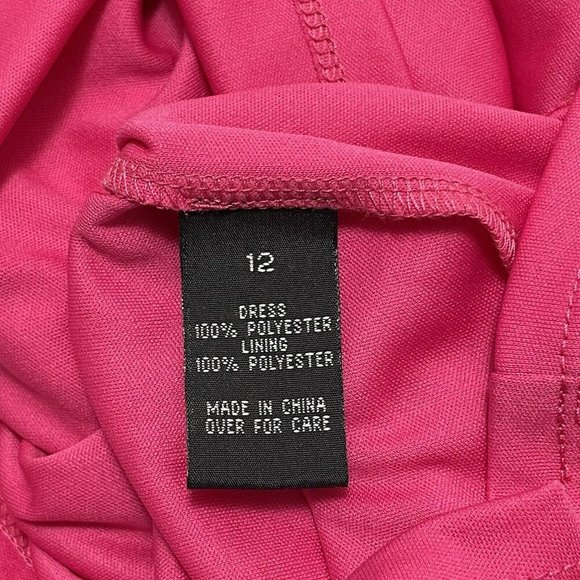 12
DRESS
100% POLYESTER
LINING
100% POLYESTER
MADE IN CHINA
OVER FOR CARE